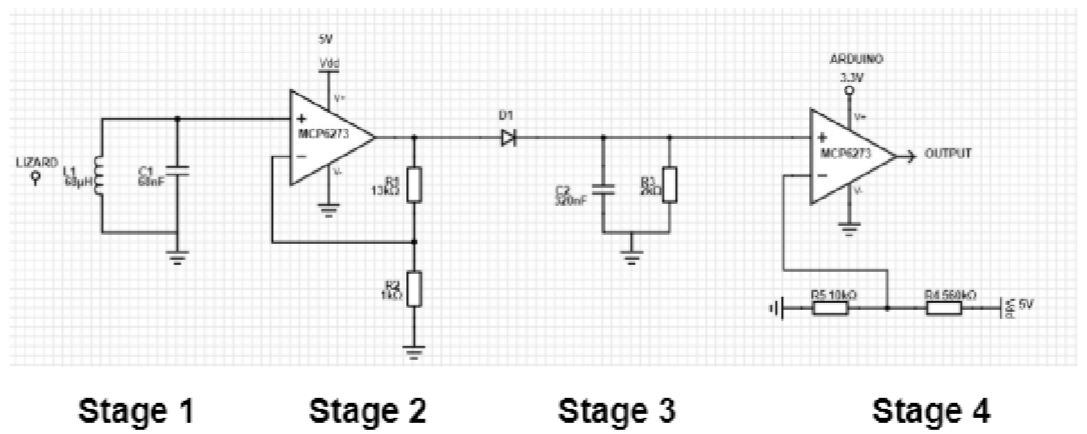 5V
Vdd
V+
+
MCP6273
−
V-
LIZARD
L1
68µH
C1
68nF
R1
13kΩ
R2
1kΩ
D1
C2
320nF
R3
2kΩ
ARDUINO
3.3V
V+
+
MCP6273
−
V-
OUTPUT
R5 10kΩ
R4 560kΩ
5V
Stage 1
Stage 2
Stage 3
Stage 4